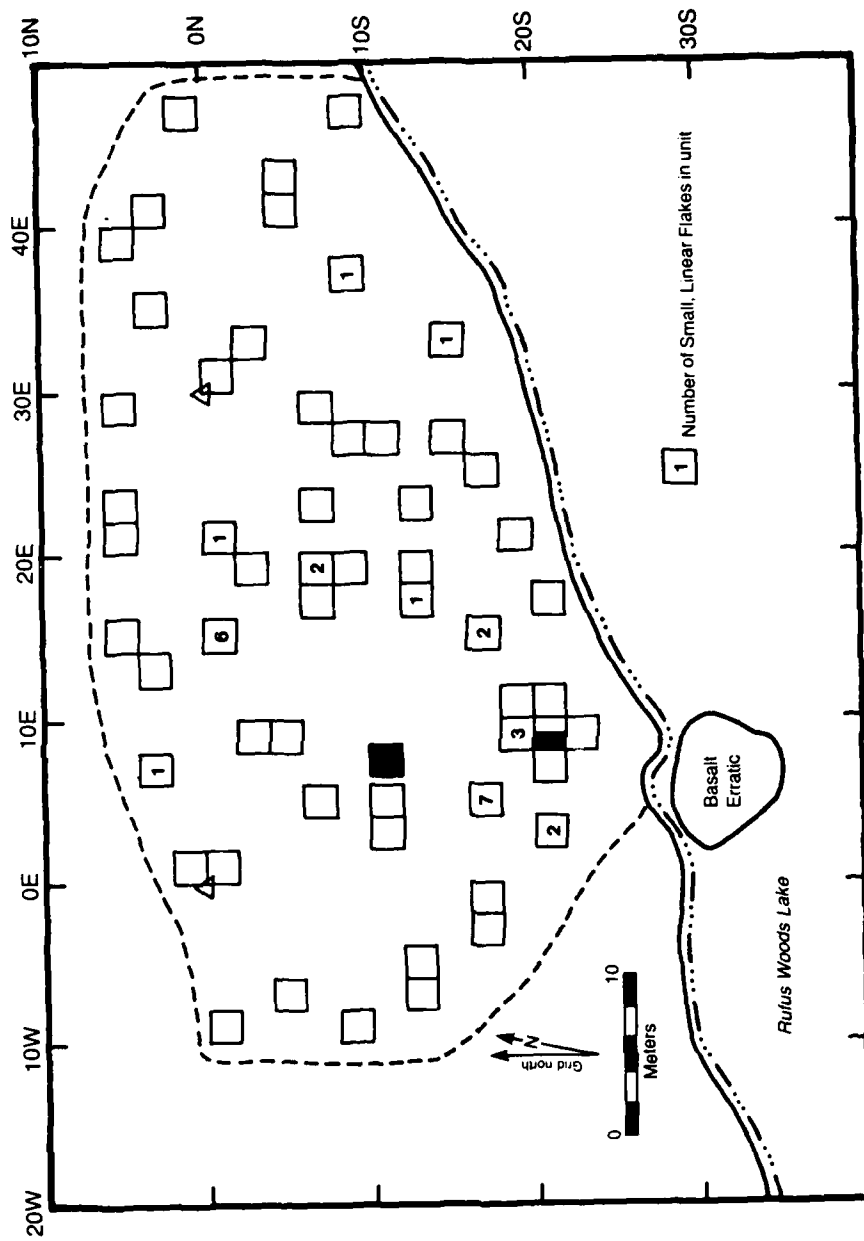 20W 10W 0E 10E 20E 30E 40E
10N
0N
10S
20S
30S
1
6 1
2
1
1
1
7 2
3
2
Grid north
N
0 10
Meters
1 Number of Small, Linear Flakes in unit
Basalt
Erratic
Rufus Woods Lake